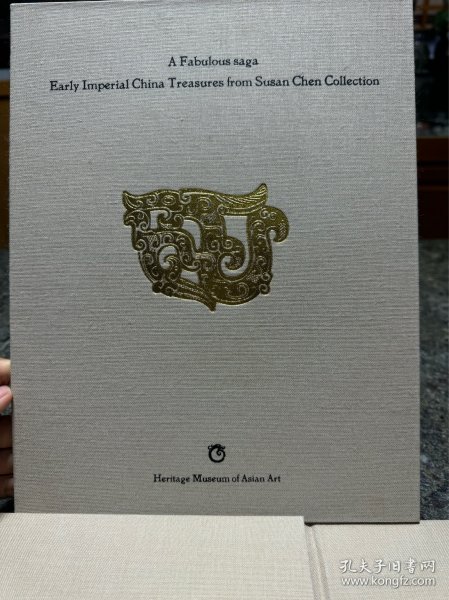 A Fabulous saga
Early Imperial China Treasures from Susan Chen Collection
Heritage Museum of Asian Art
孔夫子旧书网
www.kongfz.com